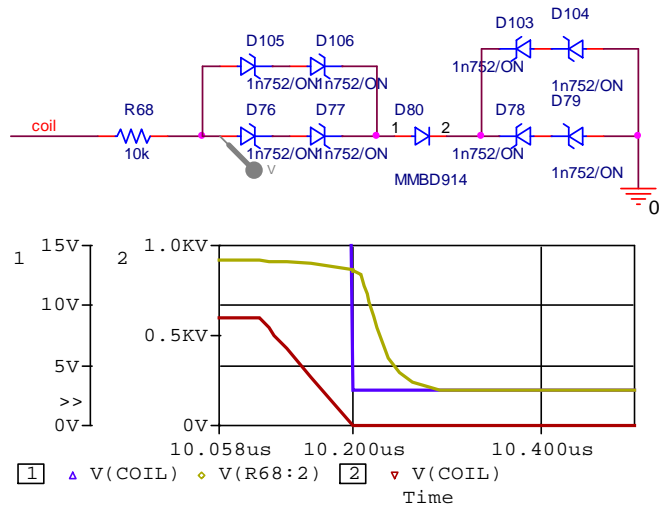 D103 D104
D105 D106
1n752/ON 1n752/ON
1n752/ON 1n752/ON
coil R68 D76 D77 D80 D78 D79
1 2
10k 1n752/ON 1n752/ON 1n752/ON
V
MMBD914 1n752/ON
0
1 15V 2 1.0KV
10V
0.5KV
5V
>>
0V 0V
10.058us 10.200us 10.400us
1 V(COIL) V(R68:2) 2 V(COIL)
Time